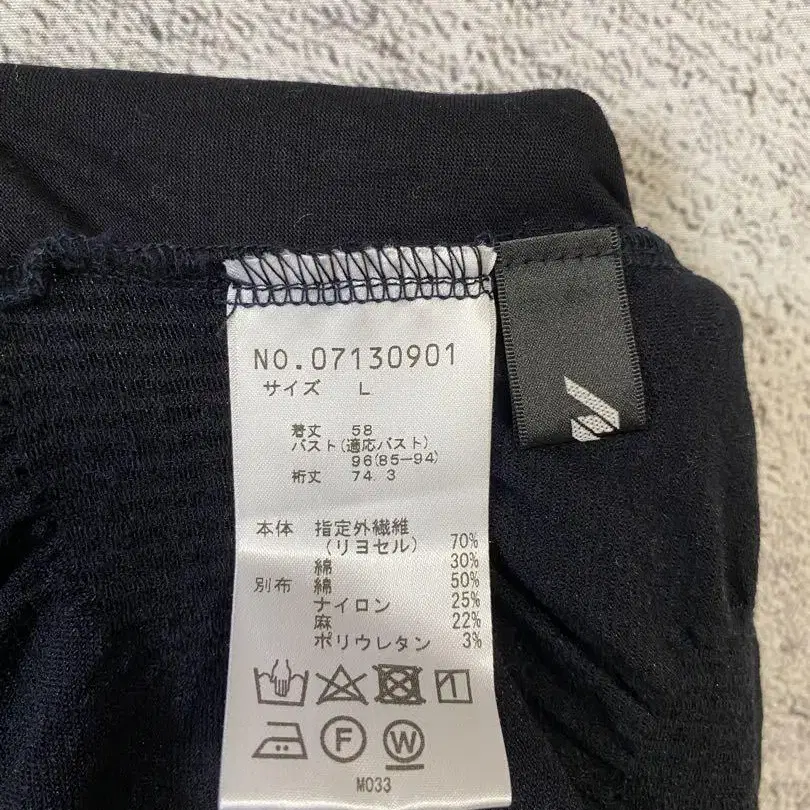 NO.07130901
サイズ L
着丈 58
バスト(適応バスト)
96(85-94)
裄丈 74.3
本体 指定外繊維
(リヨセル) 70%
綿 30%
別布 綿 50%
ナイロン 25%
麻 22%
ポリウレタン 3%
F W
M033